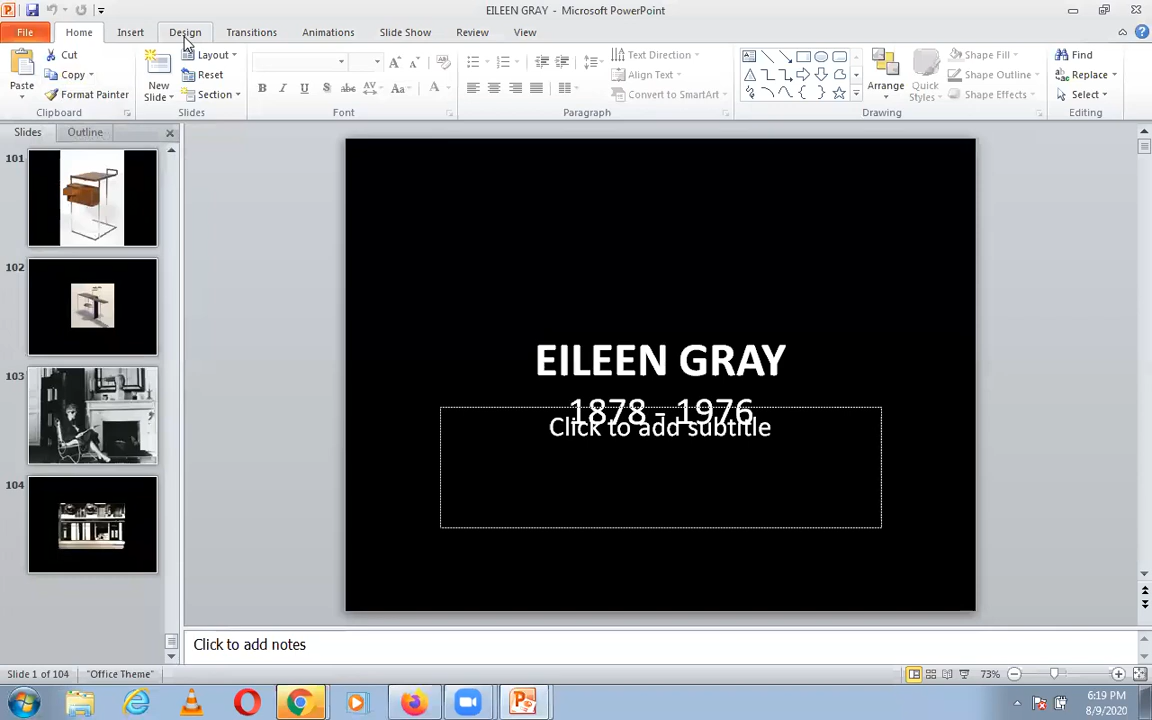 EILEEN GRAY - Microsoft PowerPoint
File Home Insert Design Transitions Animations Slide Show Review View
Paste
Cut
Copy
Format Painter
Clipboard
New Slide
Layout
Reset
Section
Slides
Font
Text Direction
Align Text
Convert to SmartArt
Paragraph
Arrange
Quick Styles
Shape Fill
Shape Outline
Shape Effects
Drawing
Find
Replace
Select
Editing
Slides Outline
101
102
103
104
EILEEN GRAY
1878 - 1976
Click to add subtitle
Click to add notes
Slide 1 of 104 "Office Theme" 73%
6:19 PM
8/9/2020